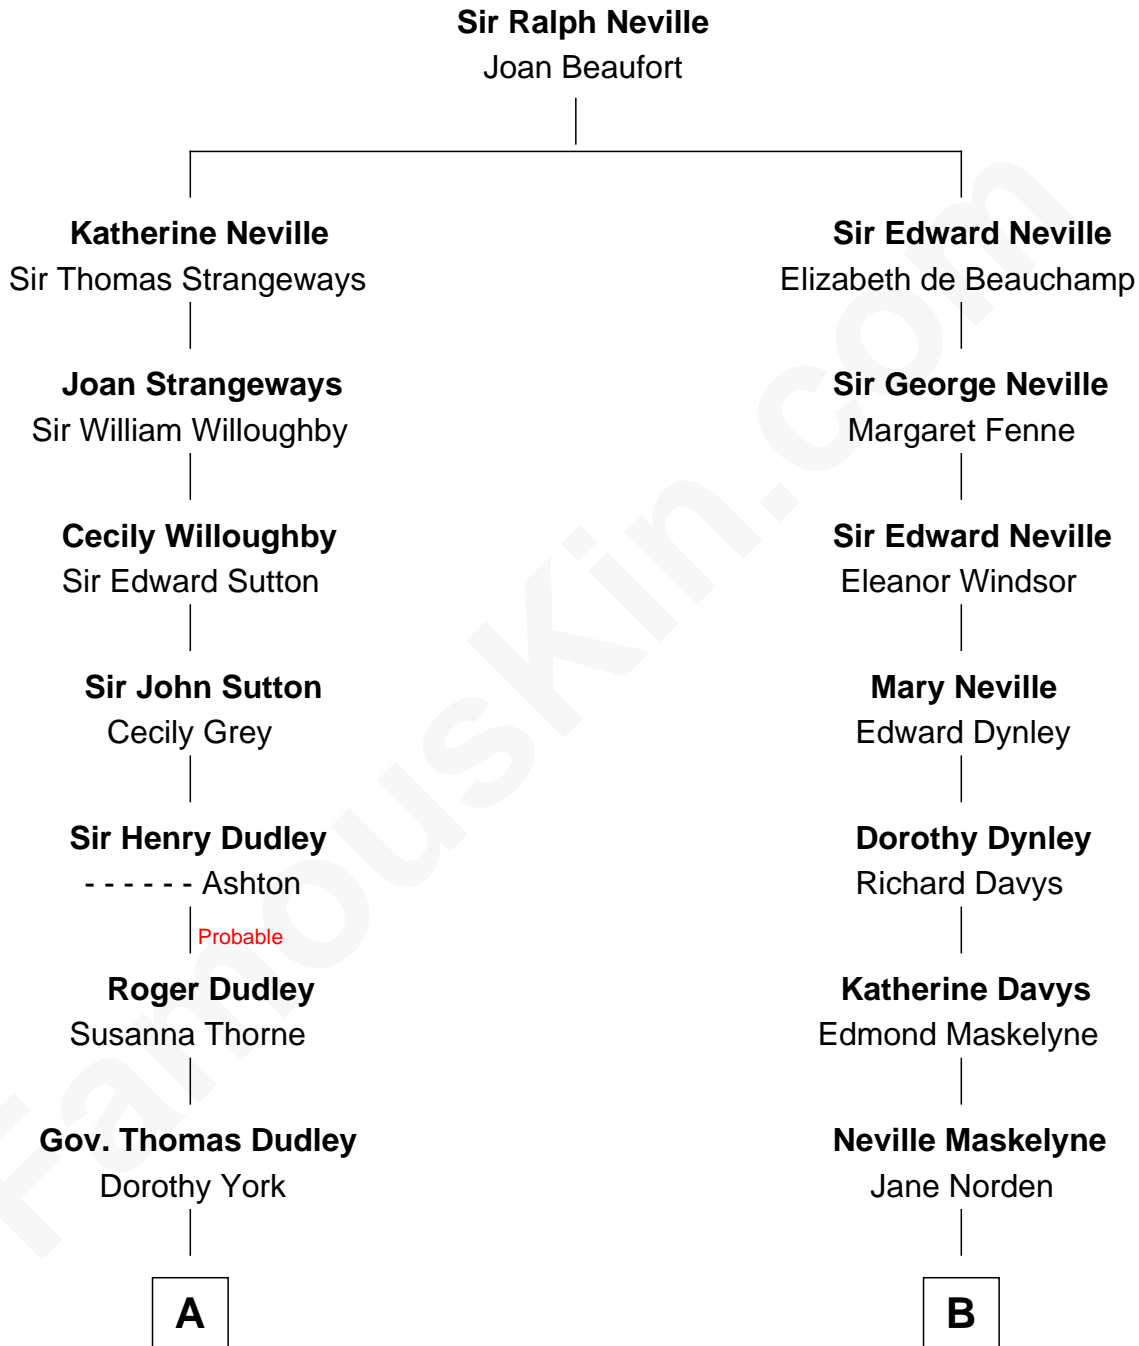 Sir Ralph Neville
Joan Beaufort
Katherine Neville
Sir Thomas Strangeways
Sir Edward Neville
Elizabeth de Beauchamp
Joan Strangeways
Sir William Willoughby
Sir George Neville
Margaret Fenne
Cecily Willoughby
Sir Edward Sutton
Sir Edward Neville
Eleanor Windsor
Sir John Sutton
Cecily Grey
Mary Neville
Edward Dynley
Sir Henry Dudley
- - - - - - Ashton
Dorothy Dynley
Richard Davys
Probable
Roger Dudley
Susanna Thorne
Katherine Davys
Edmond Maskelyne
Gov. Thomas Dudley
Dorothy York
Neville Maskelyne
Jane Norden
A
B
FamousKin.com